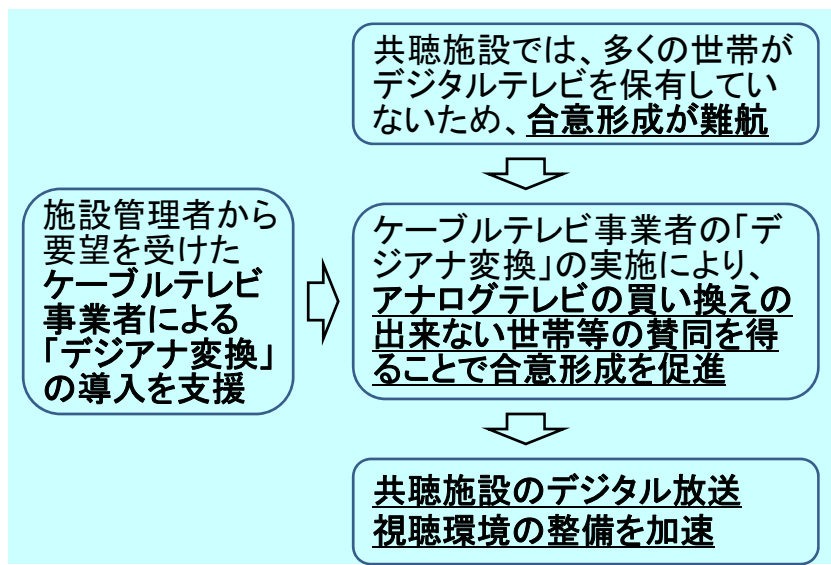 共聴施設では、多くの世帯が
デジタルテレビを保有してい
ないため、合意形成が難航
施設管理者から
要望を受けた
ケーブルテレビ
事業者による
「デジアナ変換」
の導入を支援
ケーブルテレビ事業者の「デ
ジアナ変換」の実施により、
アナログテレビの買い換えの
出来ない世帯等の賛同を得
ることで合意形成を促進
共聴施設のデジタル放送
視聴環境の整備を加速